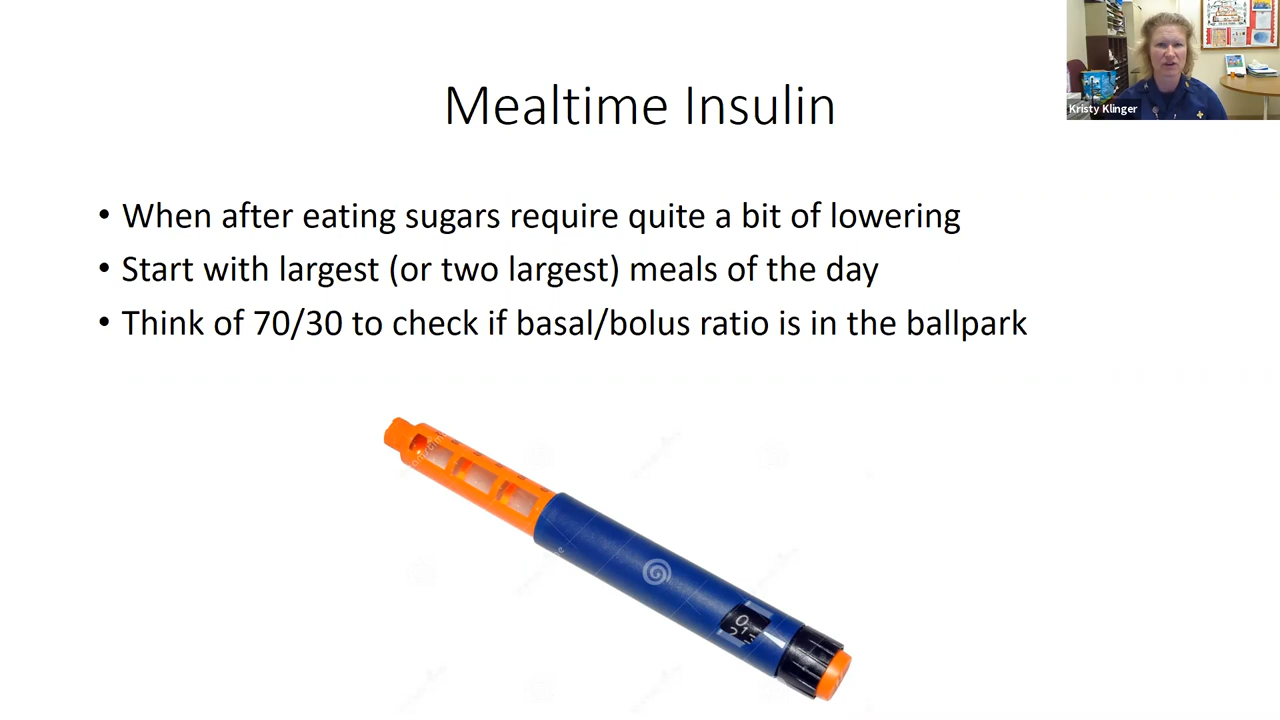 Mealtime Insulin
Kristy Klinger
• When after eating sugars require quite a bit of lowering
• Start with largest (or two largest) meals of the day
• Think of 70/30 to check if basal/bolus ratio is in the ballpark
0